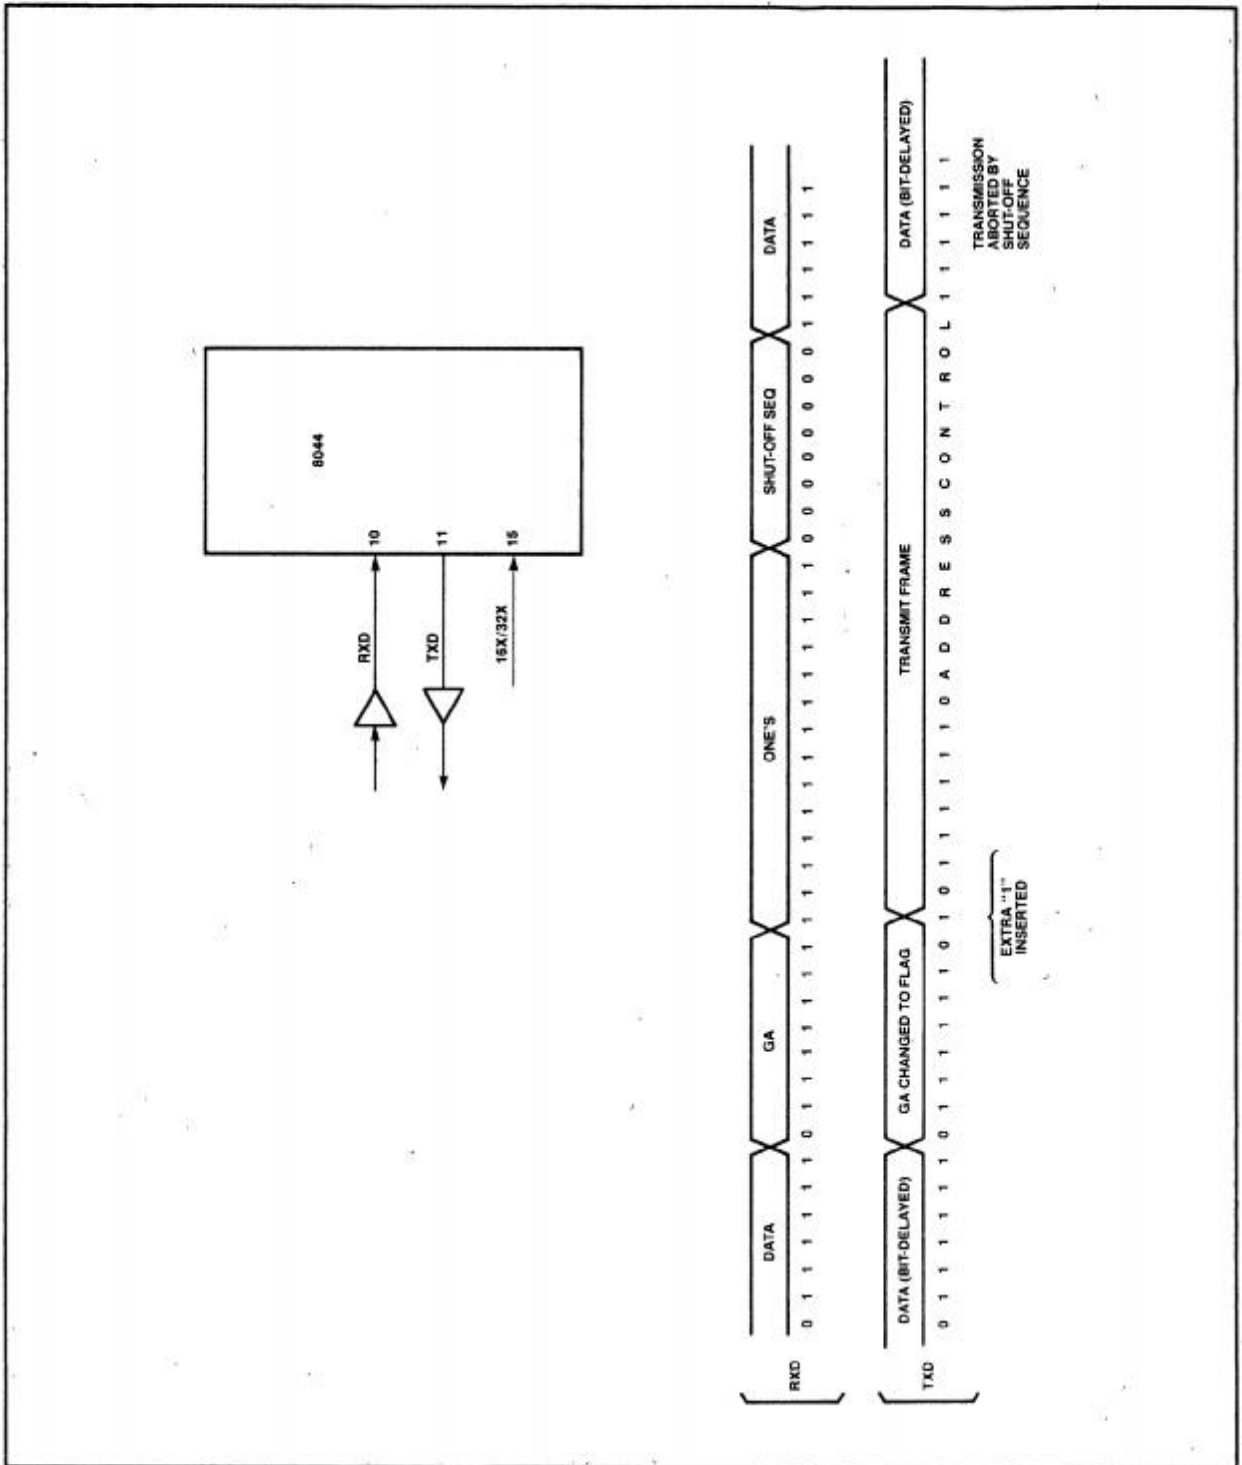 8044
RXD 10
TXD 11
16X/32X 15
DATA GA ONE'S SHUT-OFF SEQ DATA
RXD
0 1 1 1 1 1 1 0 1 1 1 1 1 1 1 1 1 1 1 1 1 1 1 1 1 1 1 1 1 0 0 0 0 0 0 0 0 1 1 1 1 1 1
DATA (BIT-DELAYED) GA CHANGED TO FLAG TRANSMIT FRAME DATA (BIT-DELAYED)
TXD
0 1 1 1 1 1 1 0 1 1 1 1 1 1 0 1 0 1 1 1 1 1 1 0 A D D R E S S C O N T R O L 1 1 1 1 1 1
EXTRA "1"
INSERTED
TRANSMISSION
ABORTED BY
SHUT-OFF
SEQUENCE